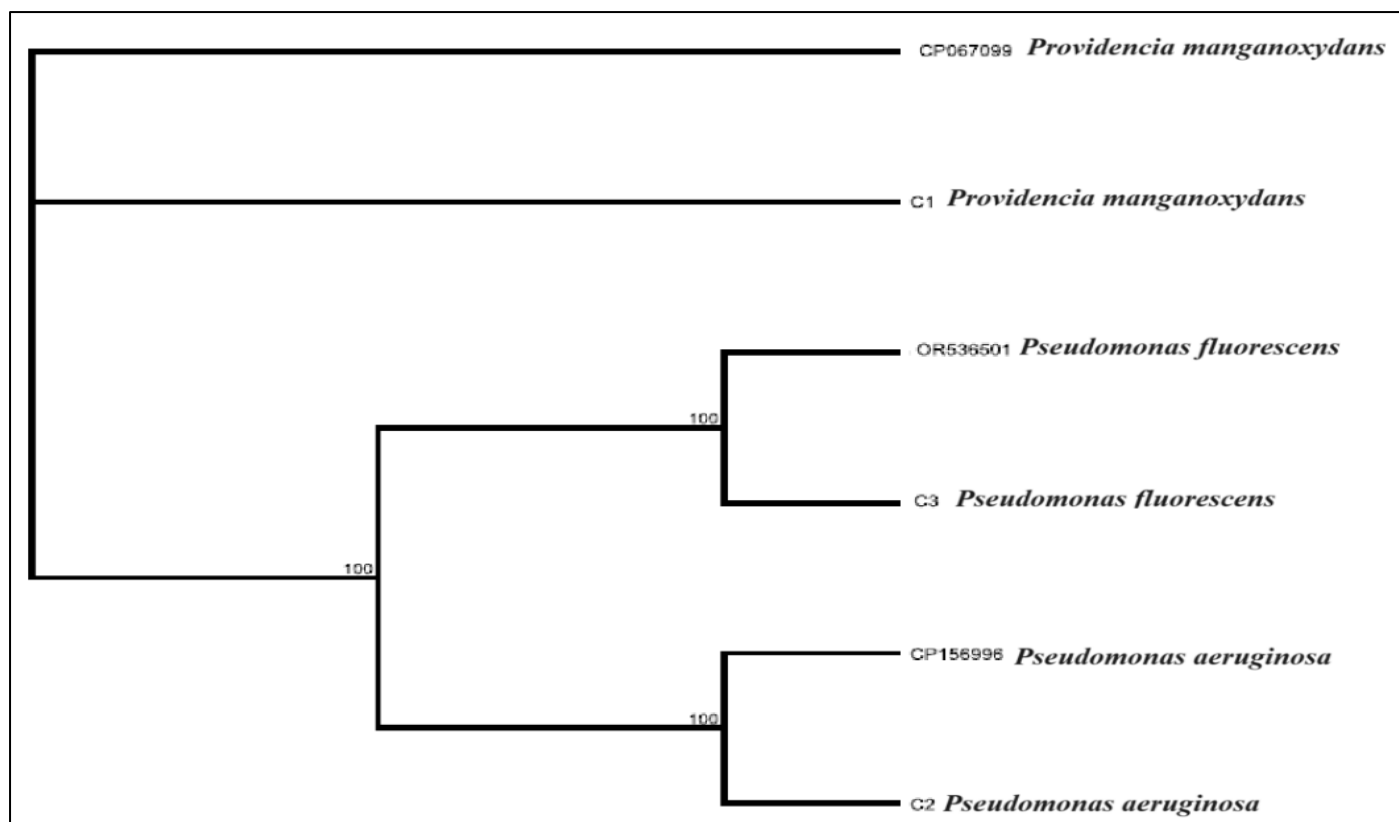 CP067099 Providencia manganoxydans
C1 Providencia manganoxydans
OR536501 Pseudomonas fluorescens
100
C3 Pseudomonas fluorescens
100
CP156996 Pseudomonas aeruginosa
100
C2 Pseudomonas aeruginosa